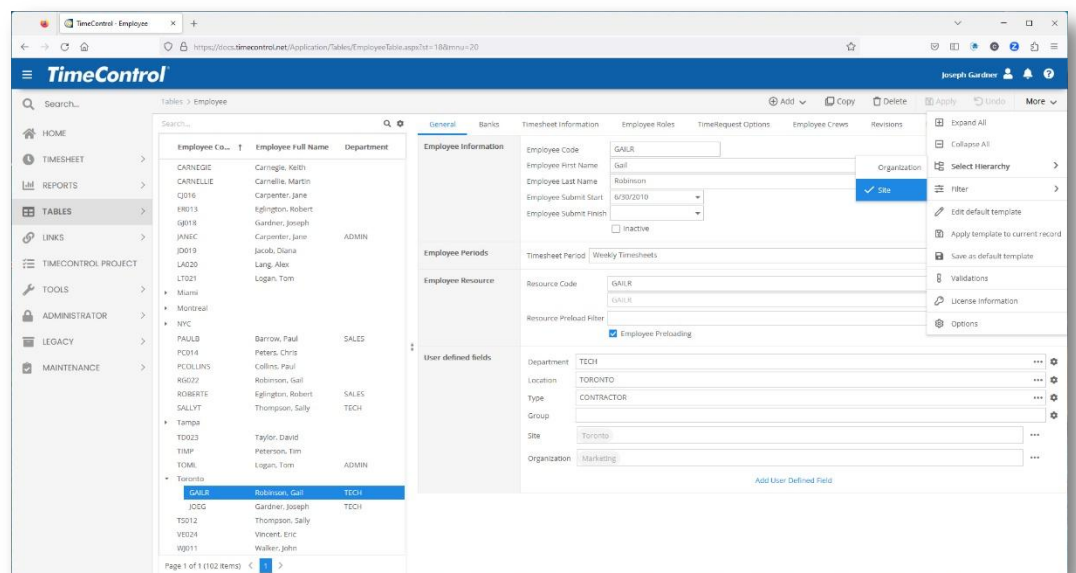 TimeControl - Employee
https://docs.timecontrol.net/Application/Tables/EmployeeTable.aspx?st=18&mnu=20
TimeControl
Joseph Gardner
Search...
HOME
TIMESHEET
REPORTS
TABLES
LINKS
TIMECONTROL PROJECT
TOOLS
ADMINISTRATOR
LEGACY
MAINTENANCE
Tables > Employee
Add
Copy
Delete
Apply
Undo
More
Search...
Employee Co... ↑ Employee Full Name Department
CARNEGIE Carnegie, Keith
CARNELLIE Carnellie, Martin
CJ016 Carpenter, Jane
ER013 Eglington, Robert
GJ018 Gardner, Joseph
JANEC Carpenter, Jane ADMIN
JD019 Jacob, Diana
LA020 Lang, Alex
LT021 Logan, Tom
Miami
Montreal
NYC
PAULB Barrow, Paul SALES
PC014 Peters, Chris
PCOLLINS Collins, Paul
RG022 Robinson, Gail
ROBERTE Eglington, Robert SALES
SALLYT Thompson, Sally TECH
Tampa
TD023 Taylor, David
TIMP Peterson, Tim
TOML Logan, Tom ADMIN
Toronto
GAILR Robinson, Gail TECH
JOEG Gardner, Joseph TECH
TS012 Thompson, Sally
VE024 Vincent, Eric
WJ011 Walker, John
Page 1 of 1 (102 items) < 1 >
General Banks Timesheet Information Employee Roles TimeRequest Options Employee Crews Revisions
Employee Information
Employee Code GAILR
Employee First Name Gail
Employee Last Name Robinson
Employee Submit Start 6/30/2010
Employee Submit Finish
Inactive
Employee Periods
Timesheet Period Weekly Timesheets
Employee Resource
Resource Code GAILR
GAILR
Resource Preload Filter
Employee Preloading
User defined fields
Department TECH
Location TORONTO
Type CONTRACTOR
Group
Site Toronto
Organization Marketing
Add User Defined Field
Organization
Site
Expand All
Collapse All
Select Hierarchy
Filter
Edit default template
Apply template to current record
Save as default template
Validations
License Information
Options